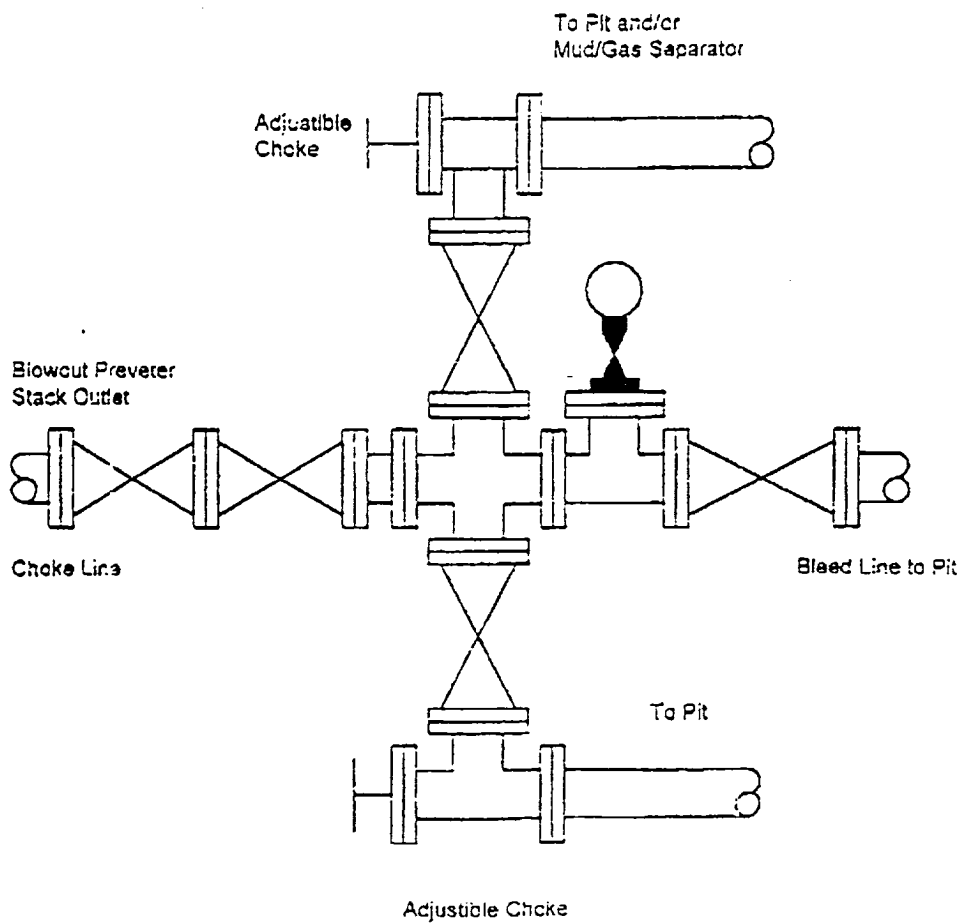 To Pit and/or
Mud/Gas Saparator
Adjustible
Choke
Blowout Preveter
Stack Outlet
Choke Line
Bleed Line to Pit
To Pit
Adjustible Choke